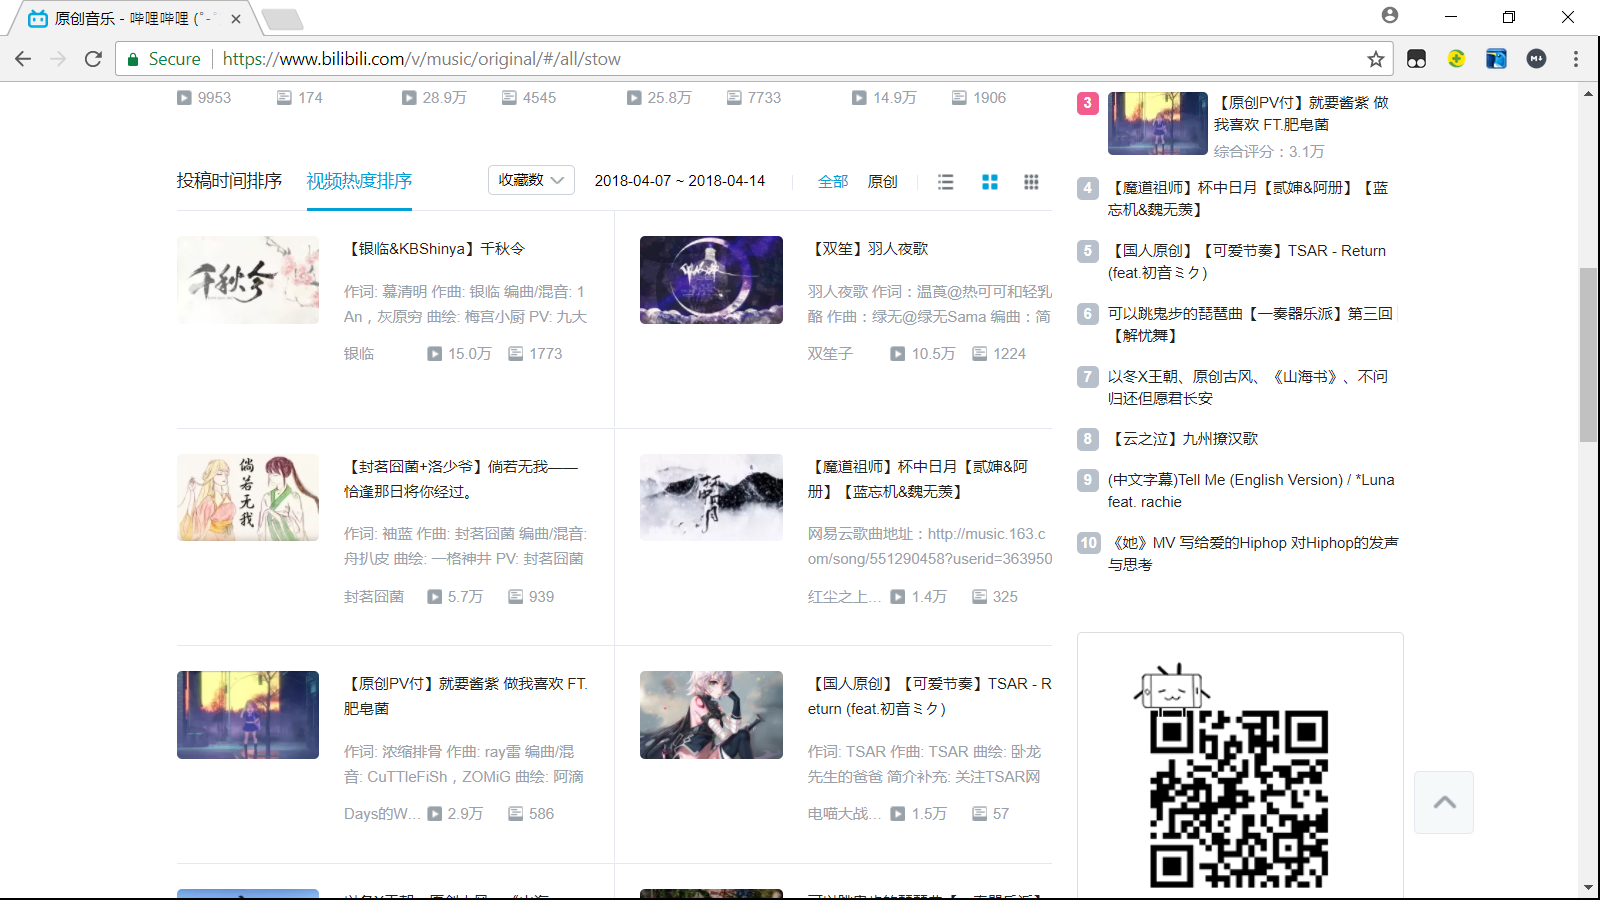 原创音乐 - 哔哩哔哩 (゜-゜
Secure https://www.bilibili.com/v/music/original/#/all/stow
9953 174 28.9万 4545 25.8万 7733 14.9万 1906
投稿时间排序 视频热度排序 收藏数 2018-04-07 ~ 2018-04-14 全部 原创
【银临&KBShinya】千秋令
作词: 慕清明 作曲: 银临 编曲/混音: 1
An，灰原穷 曲绘: 梅宫小厨 PV: 九大
银临 15.0万 1773
千秋令
【双笙】羽人夜歌
羽人夜歌 作词：温莨@热可可和轻乳
酪 作曲：绿无@绿无Sama 编曲：简
双笙子 10.5万 1224
【封茗囧菌+洛少爷】倘若无我——
恰逢那日将你经过。
作词: 袖蓝 作曲: 封茗囧菌 编曲/混音:
舟扒皮 曲绘: 一格神井 PV: 封茗囧菌
封茗囧菌 5.7万 939
倘若无我
【魔道祖师】杯中日月【贰婶&阿
册】【蓝忘机&魏无羡】
网易云歌曲地址：http://music.163.c
om/song/551290458?userid=363950
红尘之上... 1.4万 325
【原创PV付】就要酱紫 做我喜欢 FT.
肥皂菌
作词: 浓缩排骨 作曲: ray雷 编曲/混
音: CuTTleFiSh，ZOMiG 曲绘: 阿滴
Days的W... 2.9万 586
【国人原创】【可爱节奏】TSAR - R
eturn (feat.初音ミク)
作词: TSAR 作曲: TSAR 曲绘: 卧龙
先生的爸爸 简介补充: 关注TSAR网
电喵大战... 1.5万 57
3 【原创PV付】就要酱紫 做
我喜欢 FT.肥皂菌
综合评分：3.1万
4 【魔道祖师】杯中日月【贰婶&阿册】【蓝
忘机&魏无羡】
5 【国人原创】【可爱节奏】TSAR - Return
(feat.初音ミク)
6 可以跳鬼步的琵琶曲【一奏器乐派】第三回
【解忧舞】
7 以冬X王朝、原创古风、《山海书》、不问
归还但愿君长安
8 【云之泣】九州撩汉歌
9 (中文字幕)Tell Me (English Version) / *Luna
feat. rachie
10 《她》MV 写给爱的Hiphop 对Hiphop的发声
与思考